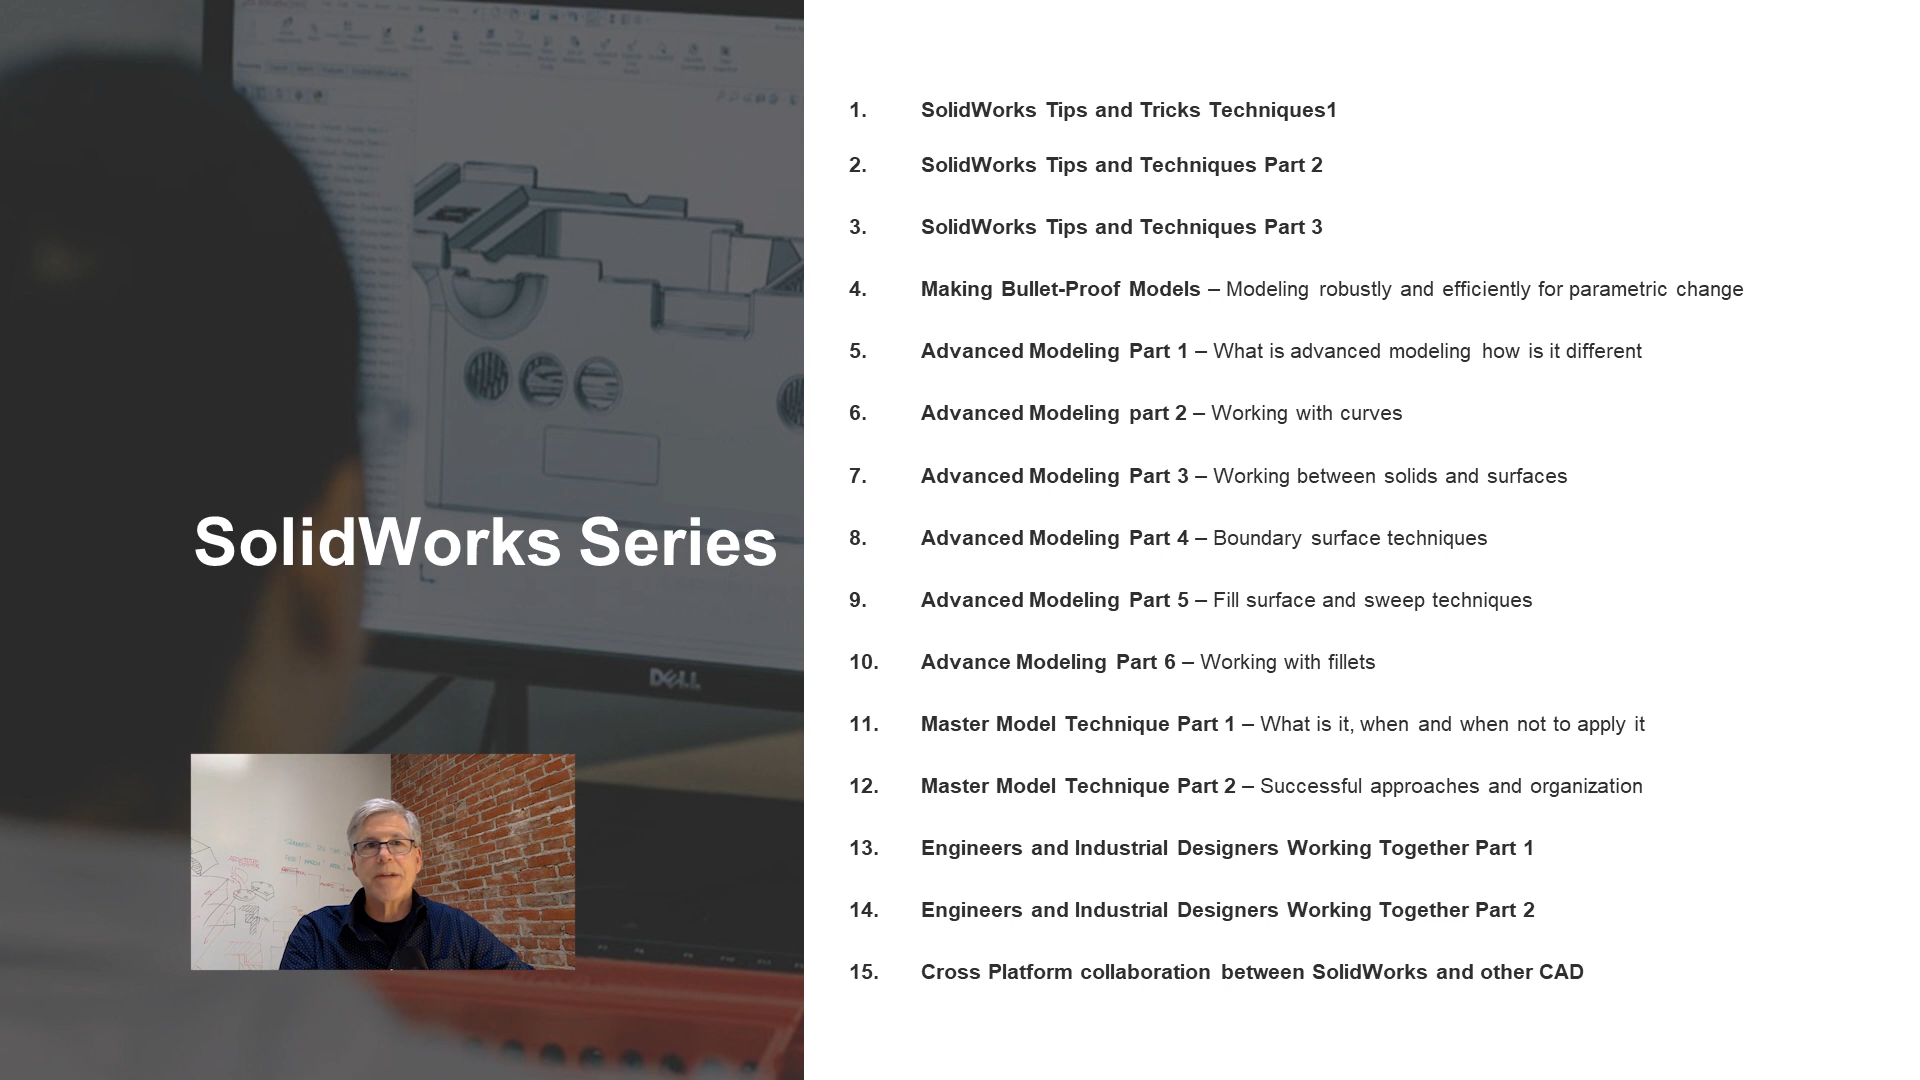 SolidWorks Series
DELL
1. SolidWorks Tips and Tricks Techniques1
2. SolidWorks Tips and Techniques Part 2
3. SolidWorks Tips and Techniques Part 3
4. Making Bullet-Proof Models – Modeling robustly and efficiently for parametric change
5. Advanced Modeling Part 1 – What is advanced modeling how is it different
6. Advanced Modeling part 2 – Working with curves
7. Advanced Modeling Part 3 – Working between solids and surfaces
8. Advanced Modeling Part 4 – Boundary surface techniques
9. Advanced Modeling Part 5 – Fill surface and sweep techniques
10. Advance Modeling Part 6 – Working with fillets
11. Master Model Technique Part 1 – What is it, when and when not to apply it
12. Master Model Technique Part 2 – Successful approaches and organization
13. Engineers and Industrial Designers Working Together Part 1
14. Engineers and Industrial Designers Working Together Part 2
15. Cross Platform collaboration between SolidWorks and other CAD